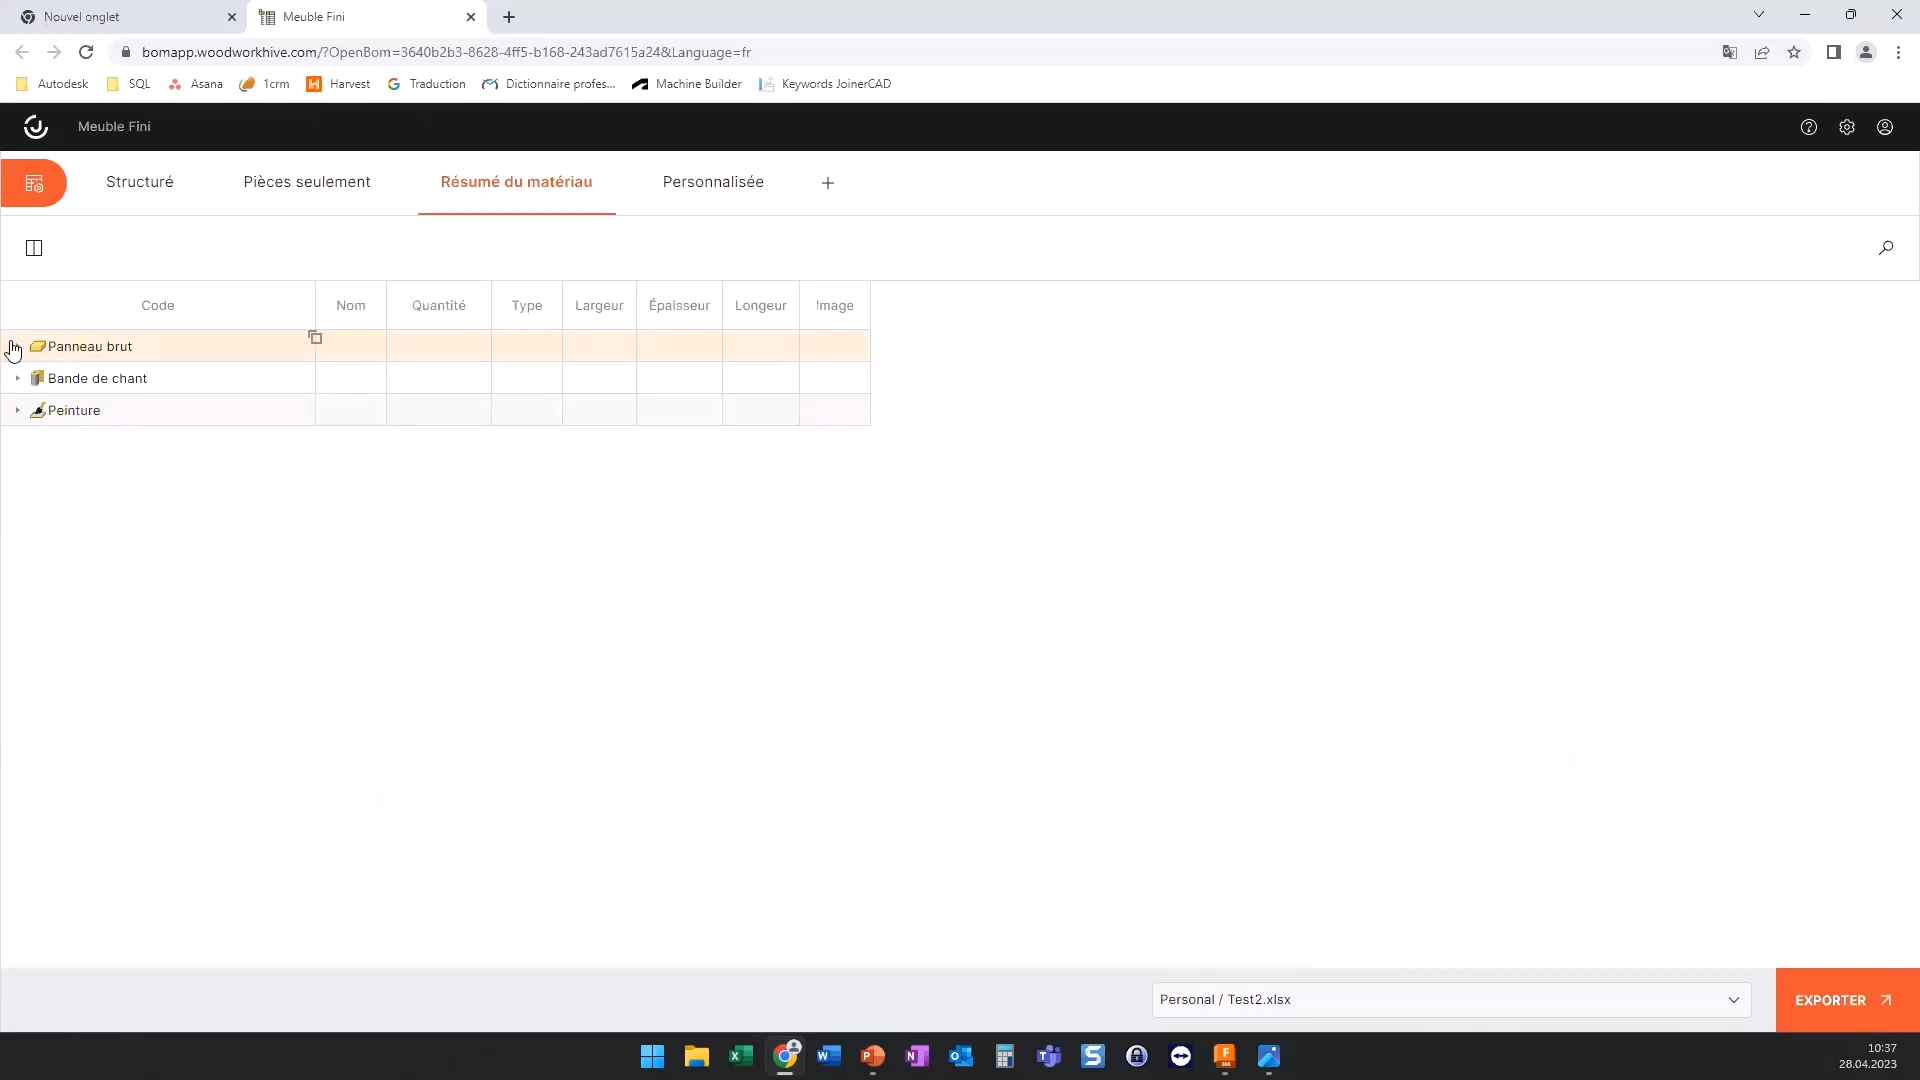 Nouvel onglet
Meuble Fini
bomapp.woodworkhive.com/?OpenBom=3640b2b3-8628-4ff5-b168-243ad7615a24&Language=fr
Autodesk SQL Asana 1crm Harvest Traduction Dictionnaire profes... Machine Builder Keywords JoinerCAD
Meuble Fini
Structuré Pièces seulement Résumé du matériau Personnalisée
Code Nom Quantité Type Largeur Épaisseur Longeur Image
Panneau brut
Bande de chant
Peinture
Personal / Test2.xlsx
EXPORTER
10:37
28.04.2023